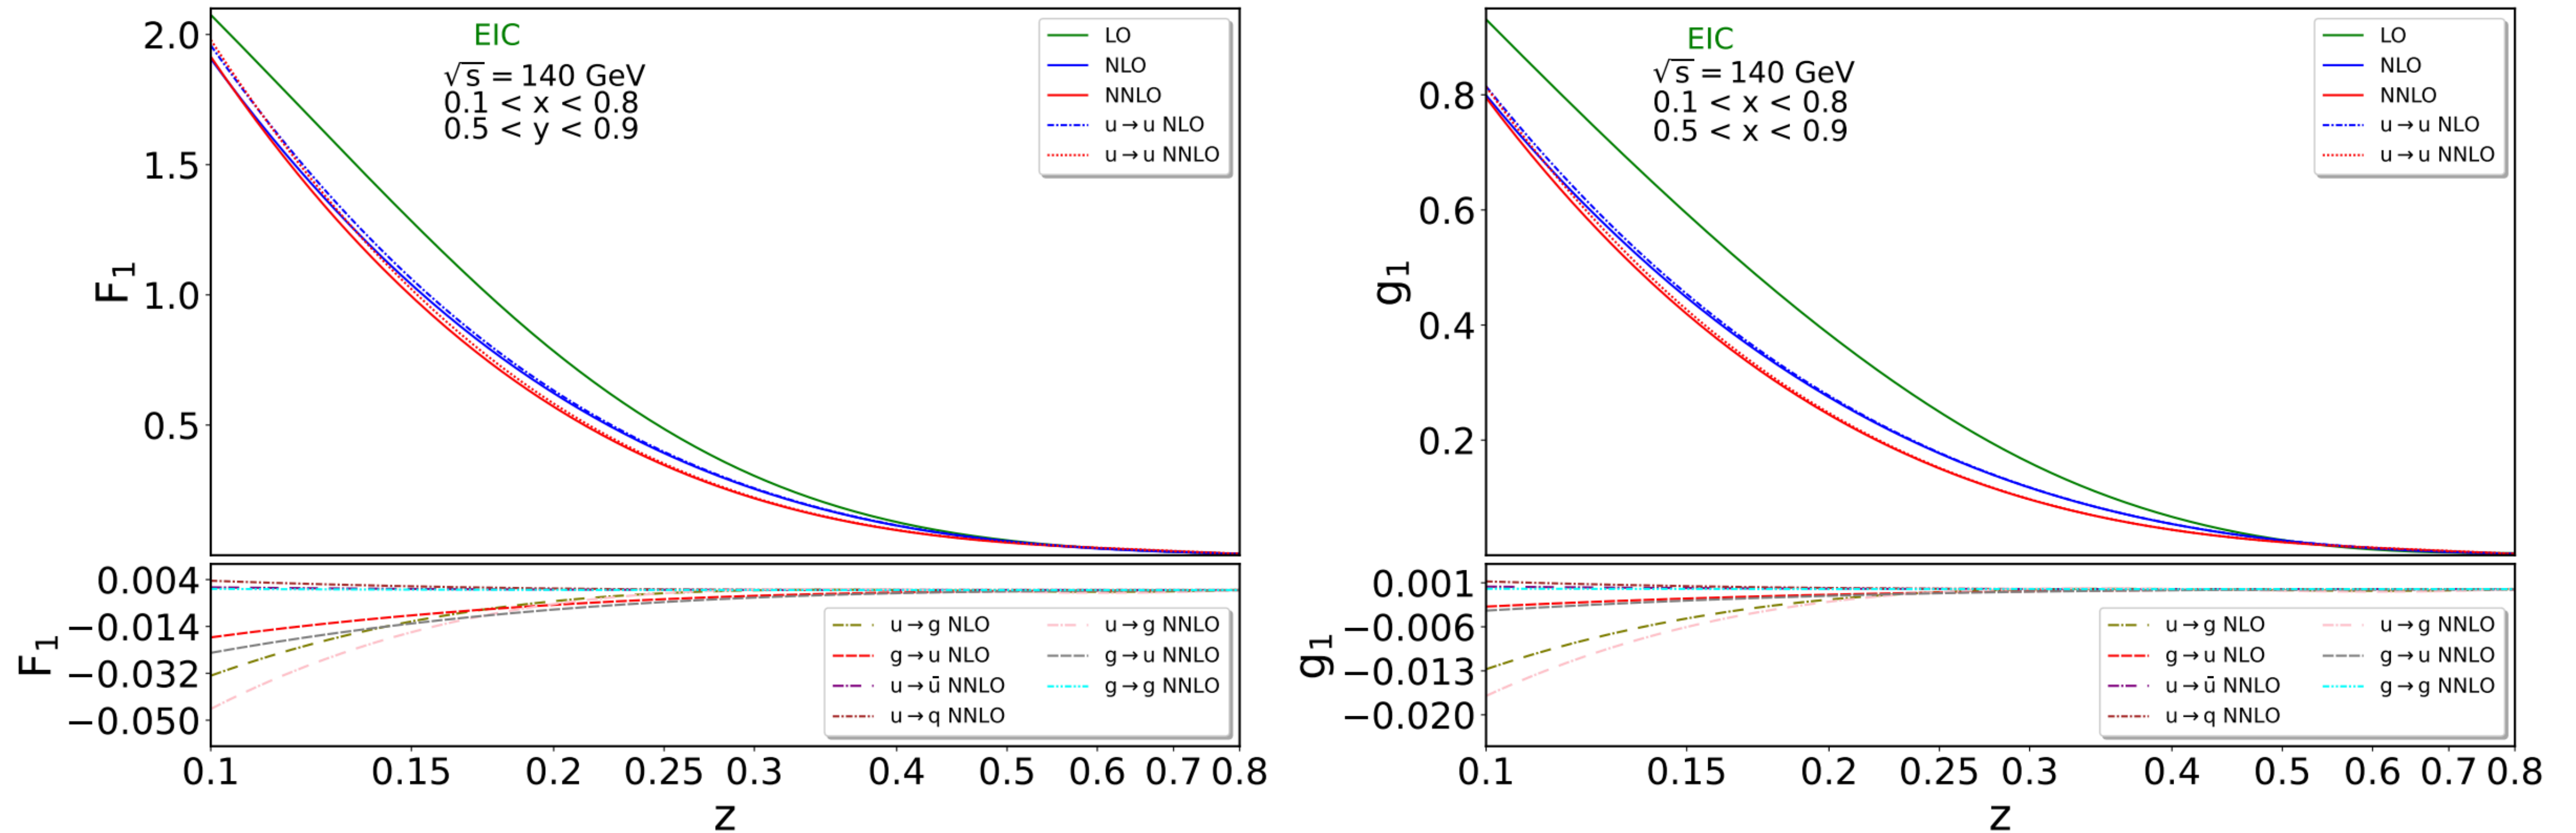 EIC
√s = 140 GeV
0.1 < x < 0.8
0.5 < y < 0.9
LO
NLO
NNLO
u→u NLO
u→u NNLO
F1
2.0
1.5
1.0
0.5
F1
0.004
−0.014
−0.032
−0.050
u→g NLO
g→u NLO
u→ū NNLO
u→q NNLO
u→g NNLO
g→u NNLO
g→g NNLO
0.1 0.15 0.2 0.25 0.3 0.4 0.5 0.6 0.7 0.8
z
EIC
√s = 140 GeV
0.1 < x < 0.8
0.5 < x < 0.9
LO
NLO
NNLO
u→u NLO
u→u NNLO
g1
0.8
0.6
0.4
0.2
g1
0.001
−0.006
−0.013
−0.020
u→g NLO
g→u NLO
u→ū NNLO
u→q NNLO
u→g NNLO
g→u NNLO
g→g NNLO
0.1 0.15 0.2 0.25 0.3 0.4 0.5 0.6 0.7 0.8
z